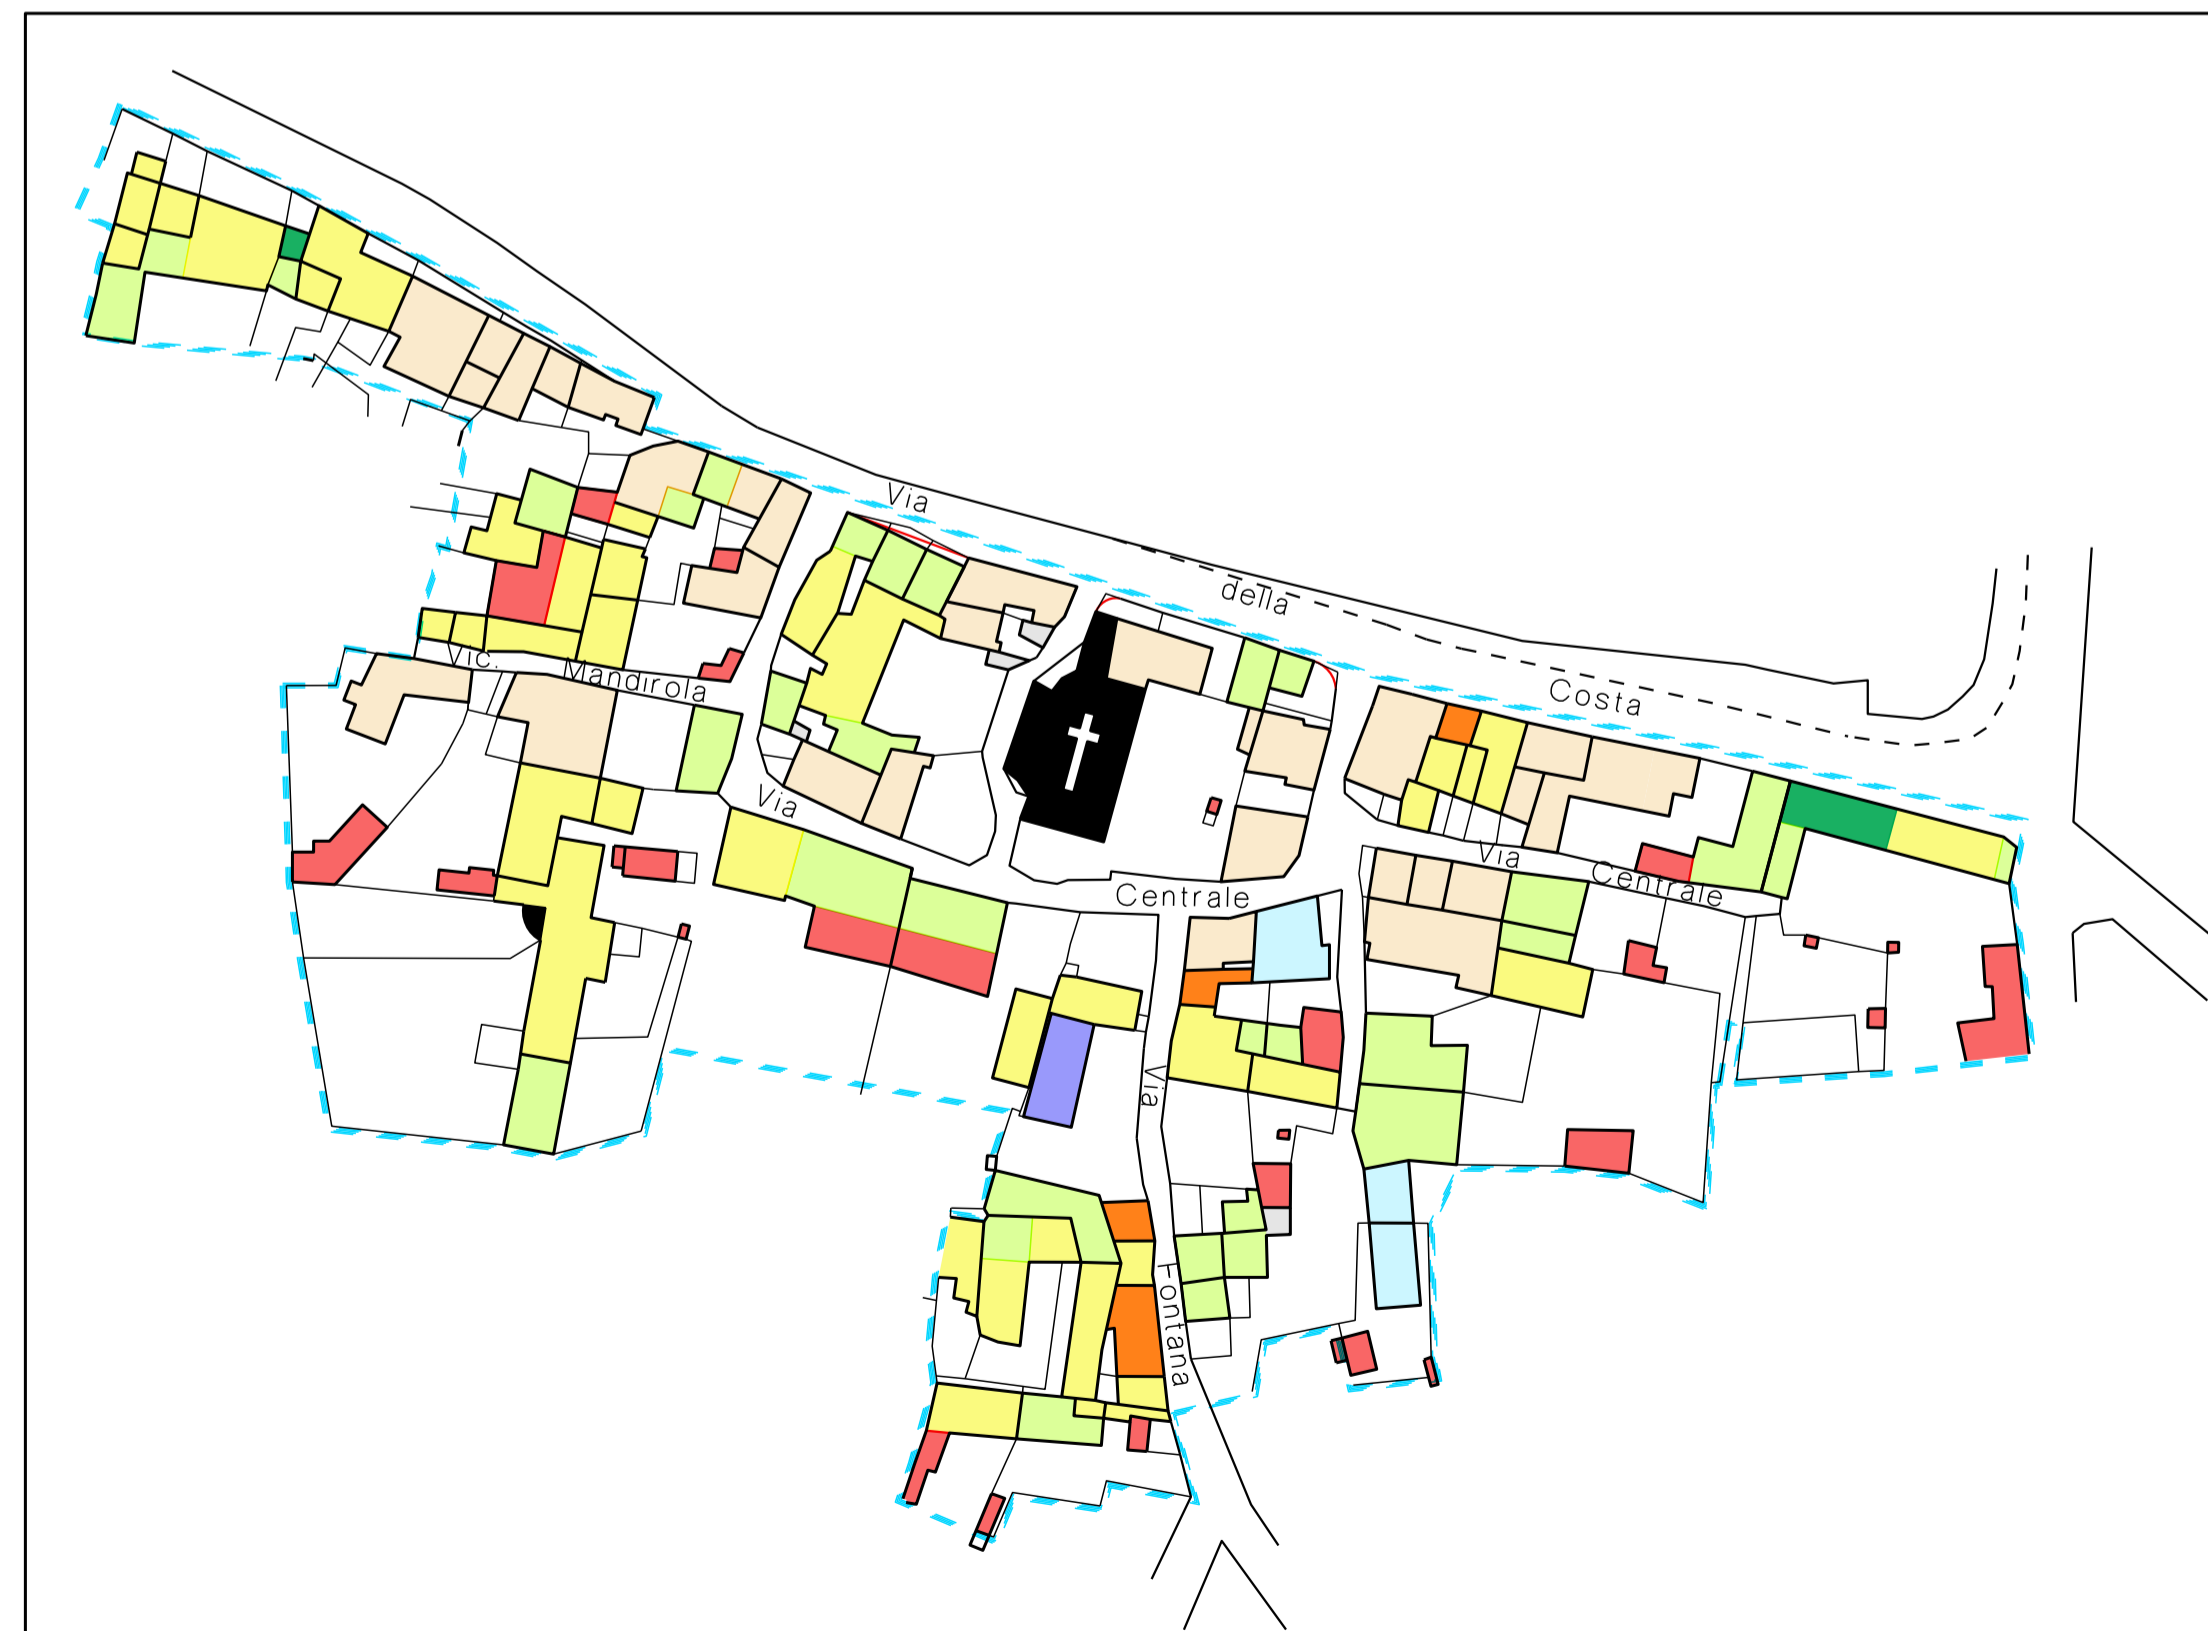 Via
della
Costa
Vic.
Mandirola
Via
Via
Centrale
Centrale
Via
Fontana